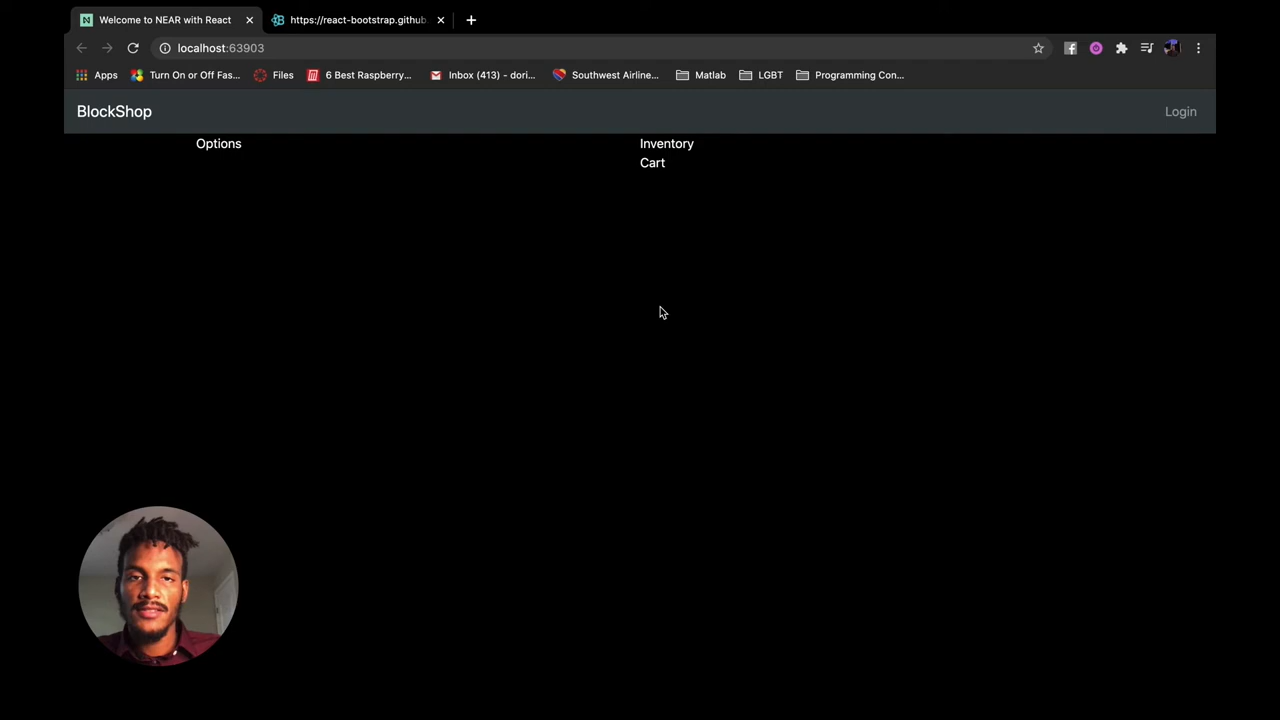 Welcome to NEAR with React
https://react-bootstrap.github.
localhost:63903
Apps Turn On or Off Fas... Files 6 Best Raspberry... Inbox (413) – dori... Southwest Airline... Matlab LGBT Programming Con...
BlockShop Login
Options Inventory
Cart